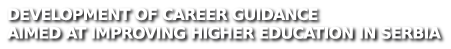 DEVELOPMENT OF CAREER GUIDANCE
AIMED AT IMPROVING HIGHER EDUCATION IN SERBIA